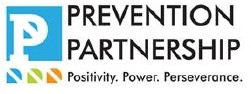 P
PREVENTION
PARTNERSHIP
Positivity. Power. Perseverance.